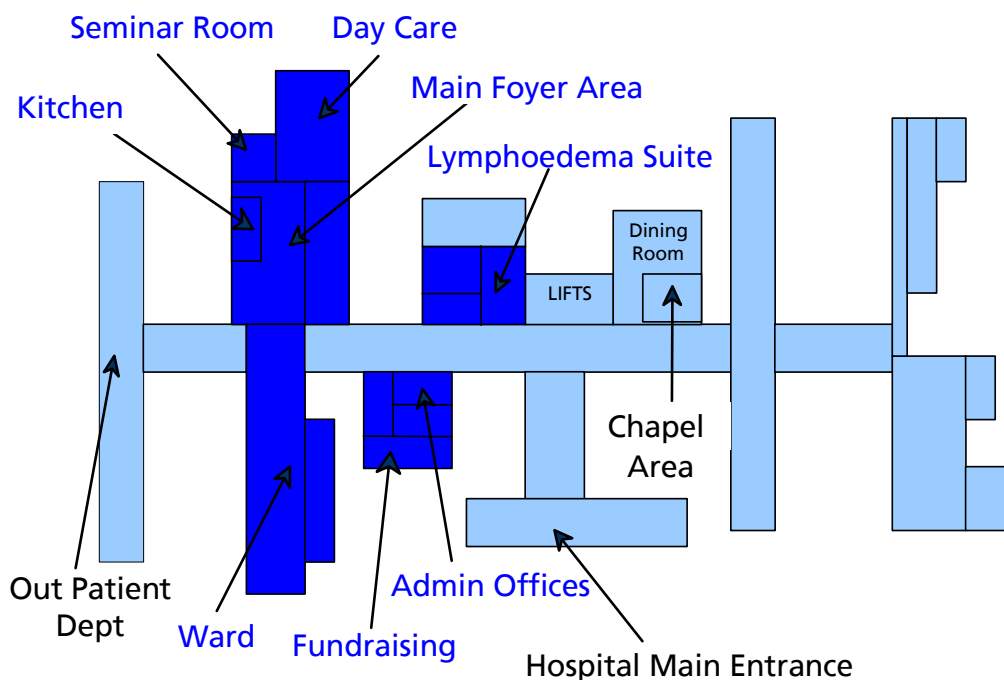 Seminar Room
Day Care
Kitchen
Main Foyer Area
Lymphoedema Suite
Dining
Room
LIFTS
Chapel
Area
Out Patient
Dept
Ward
Fundraising
Admin Offices
Hospital Main Entrance